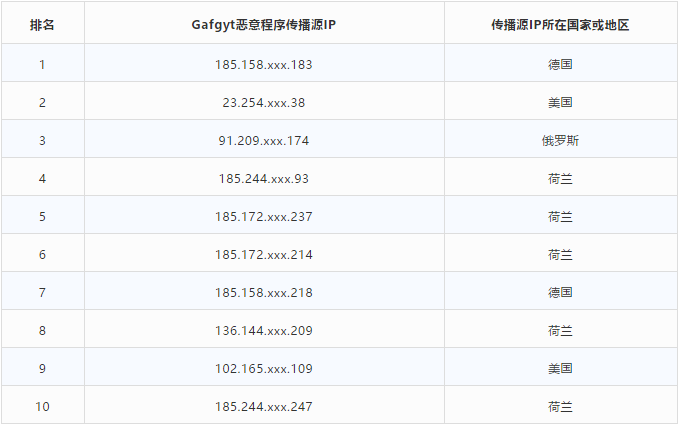 排名 Gafgyt恶意程序传播源IP 传播源IP所在国家或地区
1 185.158.xxx.183 德国
2 23.254.xxx.38 美国
3 91.209.xxx.174 俄罗斯
4 185.244.xxx.93 荷兰
5 185.172.xxx.237 荷兰
6 185.172.xxx.214 荷兰
7 185.158.xxx.218 德国
8 136.144.xxx.209 荷兰
9 102.165.xxx.109 美国
10 185.244.xxx.247 荷兰